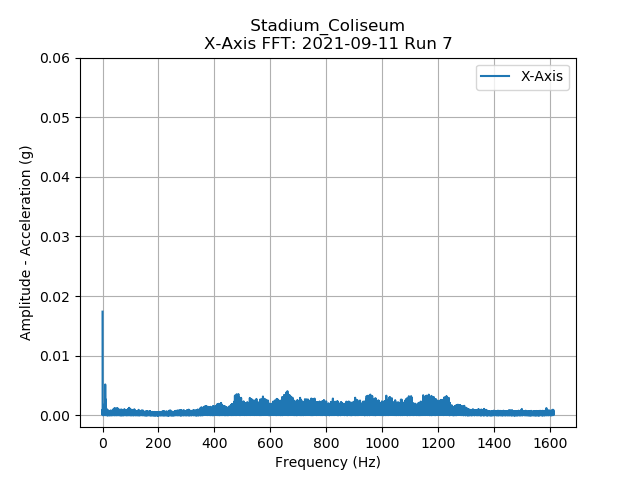 Stadium_Coliseum
X-Axis FFT: 2021-09-11 Run 7
X-Axis
0.06
0.05
0.04
0.03
0.02
0.01
0.00
Amplitude - Acceleration (g)
0 200 400 600 800 1000 1200 1400 1600
Frequency (Hz)